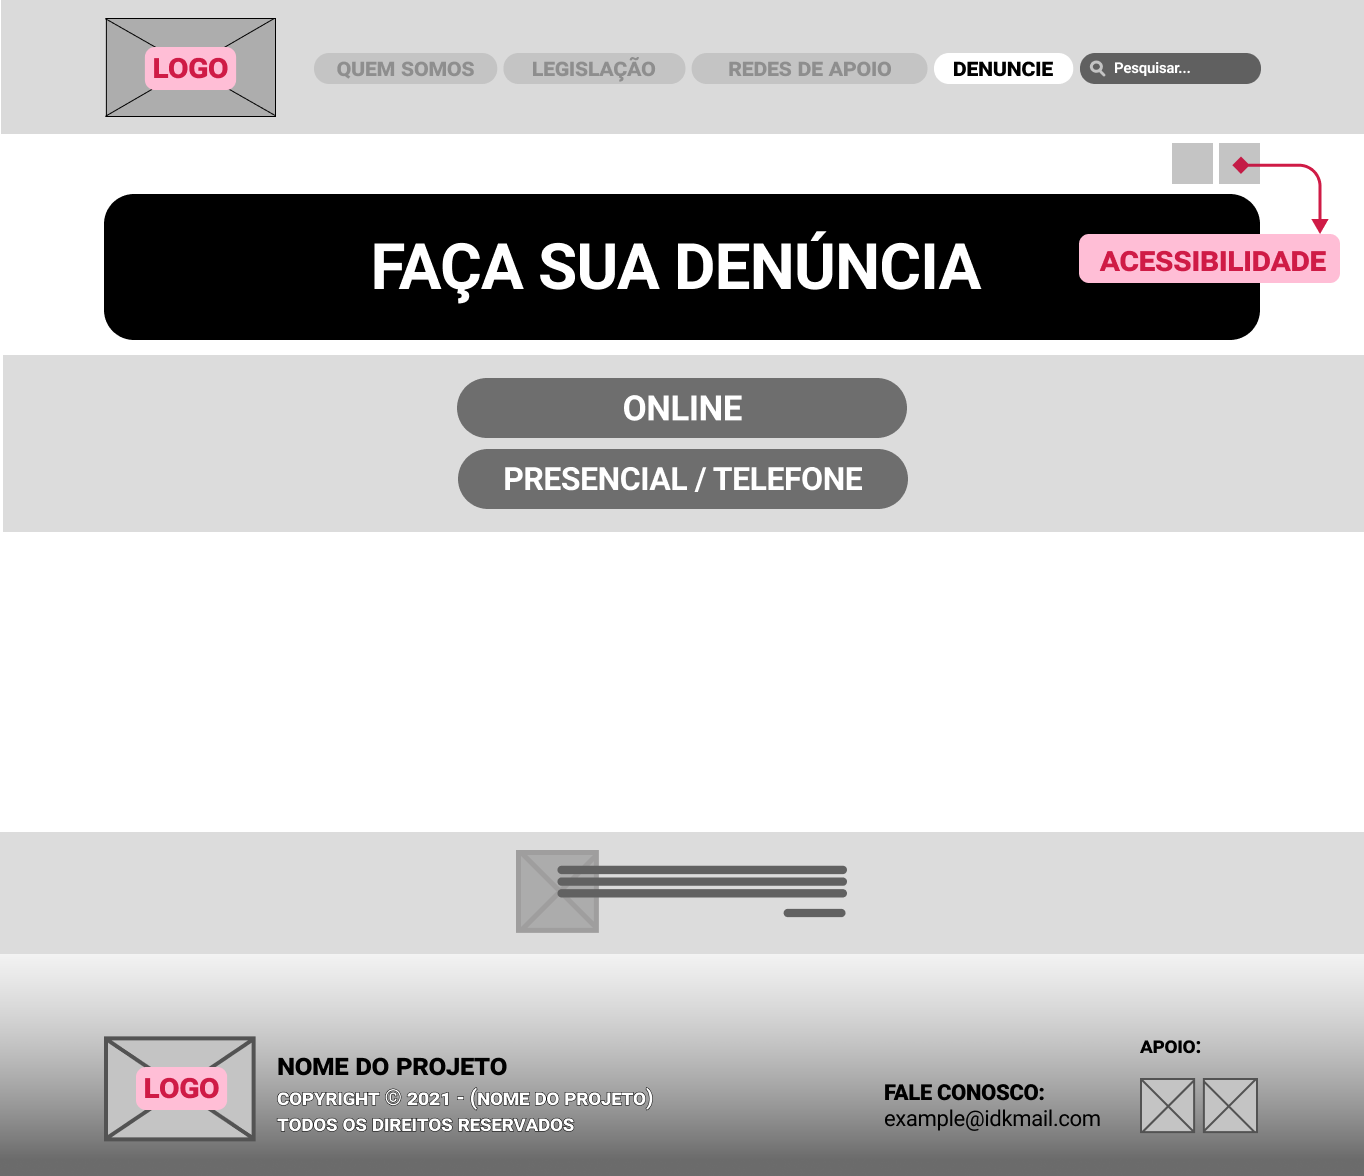 LOGO
QUEM SOMOS
LEGISLAÇÃO
REDES DE APOIO
DENUNCIE
Pesquisar...
FAÇA SUA DENÚNCIA
ACESSIBILIDADE
ONLINE
PRESENCIAL / TELEFONE
LOGO
NOME DO PROJETO
COPYRIGHT © 2021 - (NOME DO PROJETO)
TODOS OS DIREITOS RESERVADOS
FALE CONOSCO:
example@idkmail.com
APOIO: